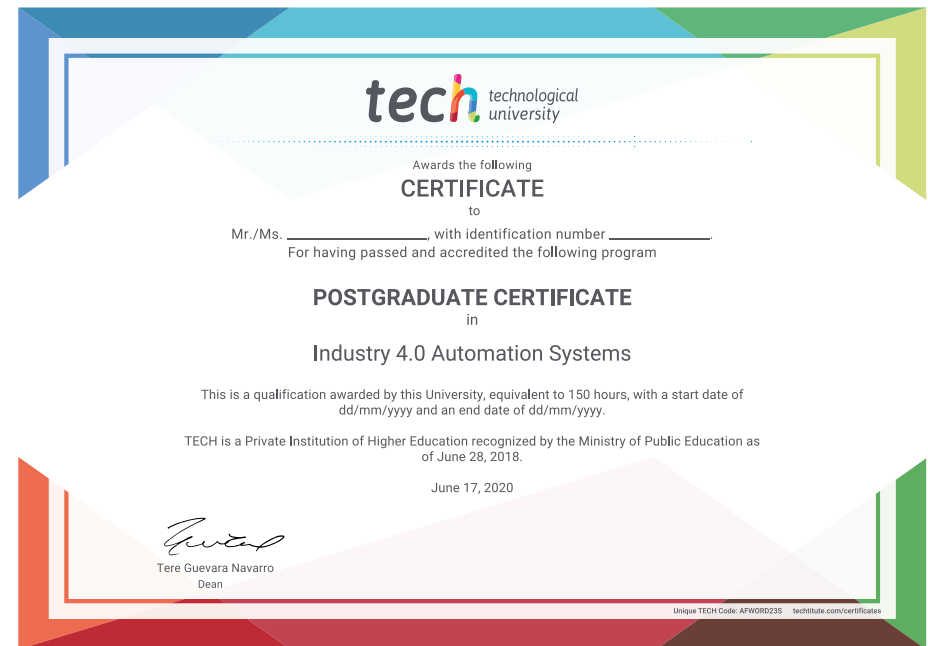 tech technological
university
Awards the following
CERTIFICATE
to
Mr./Ms. ____________________, with identification number ______________.
For having passed and accredited the following program
POSTGRADUATE CERTIFICATE
in
Industry 4.0 Automation Systems
This is a qualification awarded by this University, equivalent to 150 hours, with a start date of
dd/mm/yyyy and an end date of dd/mm/yyyy.
TECH is a Private Institution of Higher Education recognized by the Ministry of Public Education as
of June 28, 2018.
June 17, 2020
Tere Guevara Navarro
Dean
Unique TECH Code: AFWORD23S techtitute.com/certificates